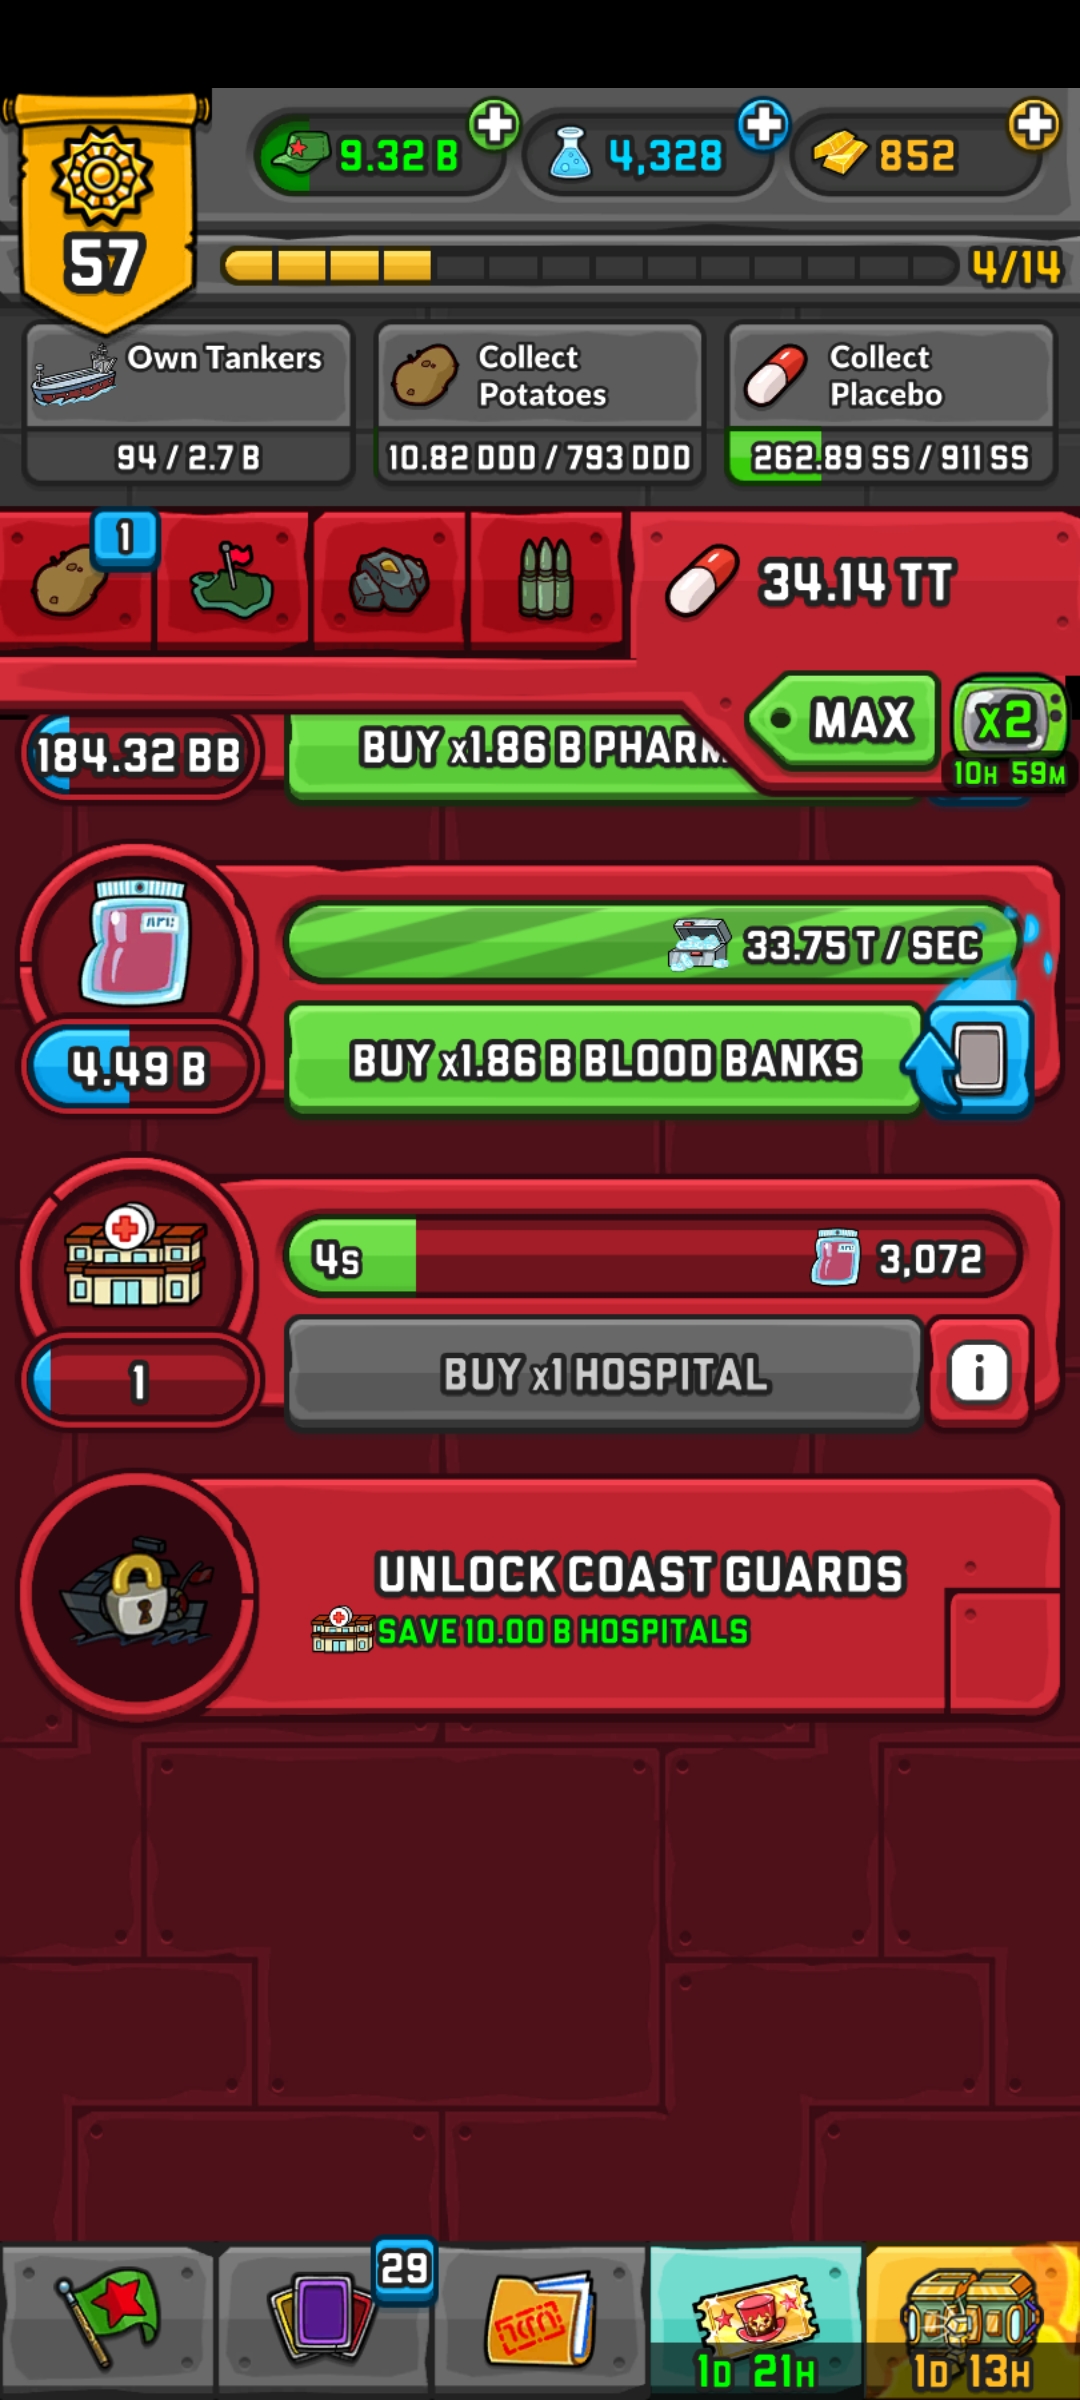 57
9.32 B
4,328
852
4/14
Own Tankers
94 / 2.7 B
Collect
Potatoes
10.82 DDD / 793 DDD
Collect
Placebo
262.89 SS / 911 SS
1
34.14 TT
MAX
x2
10H 59M
184.32 BB
BUY x1.86 B PHARM
33.75 T / SEC
4.49 B
BUY x1.86 B BLOOD BANKS
4s
3,072
1
BUY x1 HOSPITAL
i
UNLOCK COAST GUARDS
SAVE 10.00 B HOSPITALS
29
1D 21H
1D 13H